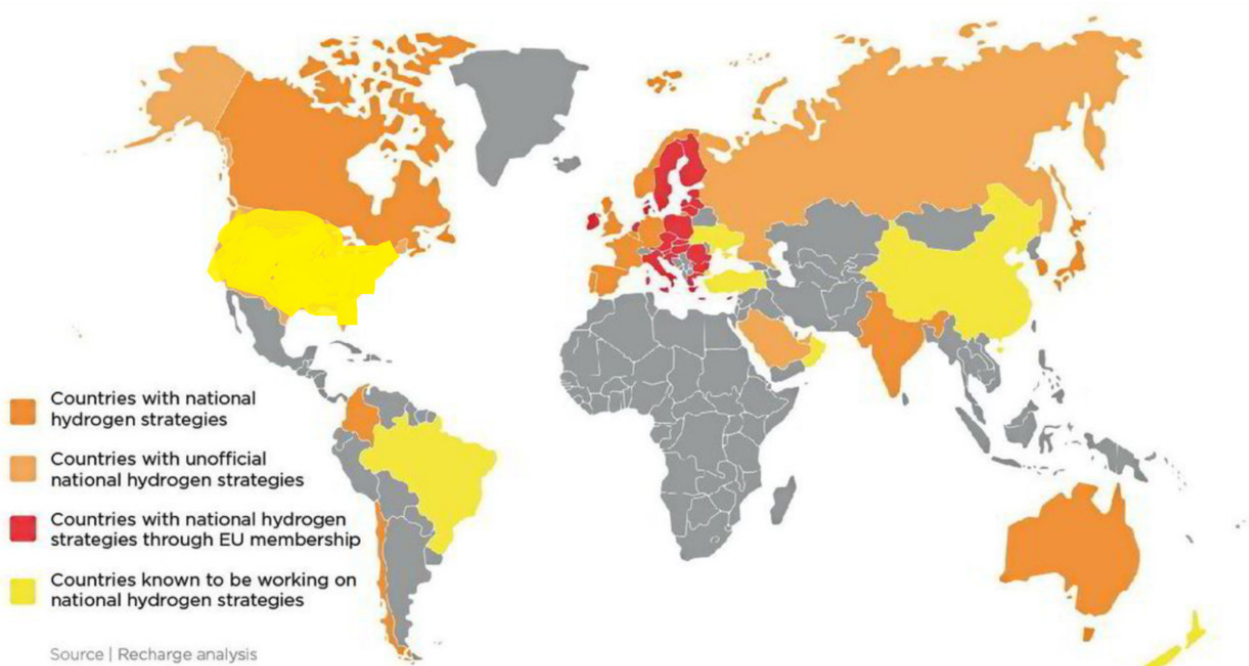 Countries with national
hydrogen strategies
Countries with unofficial
national hydrogen strategies
Countries with national hydrogen
strategies through EU membership
Countries known to be working on
national hydrogen strategies
Source | Recharge analysis